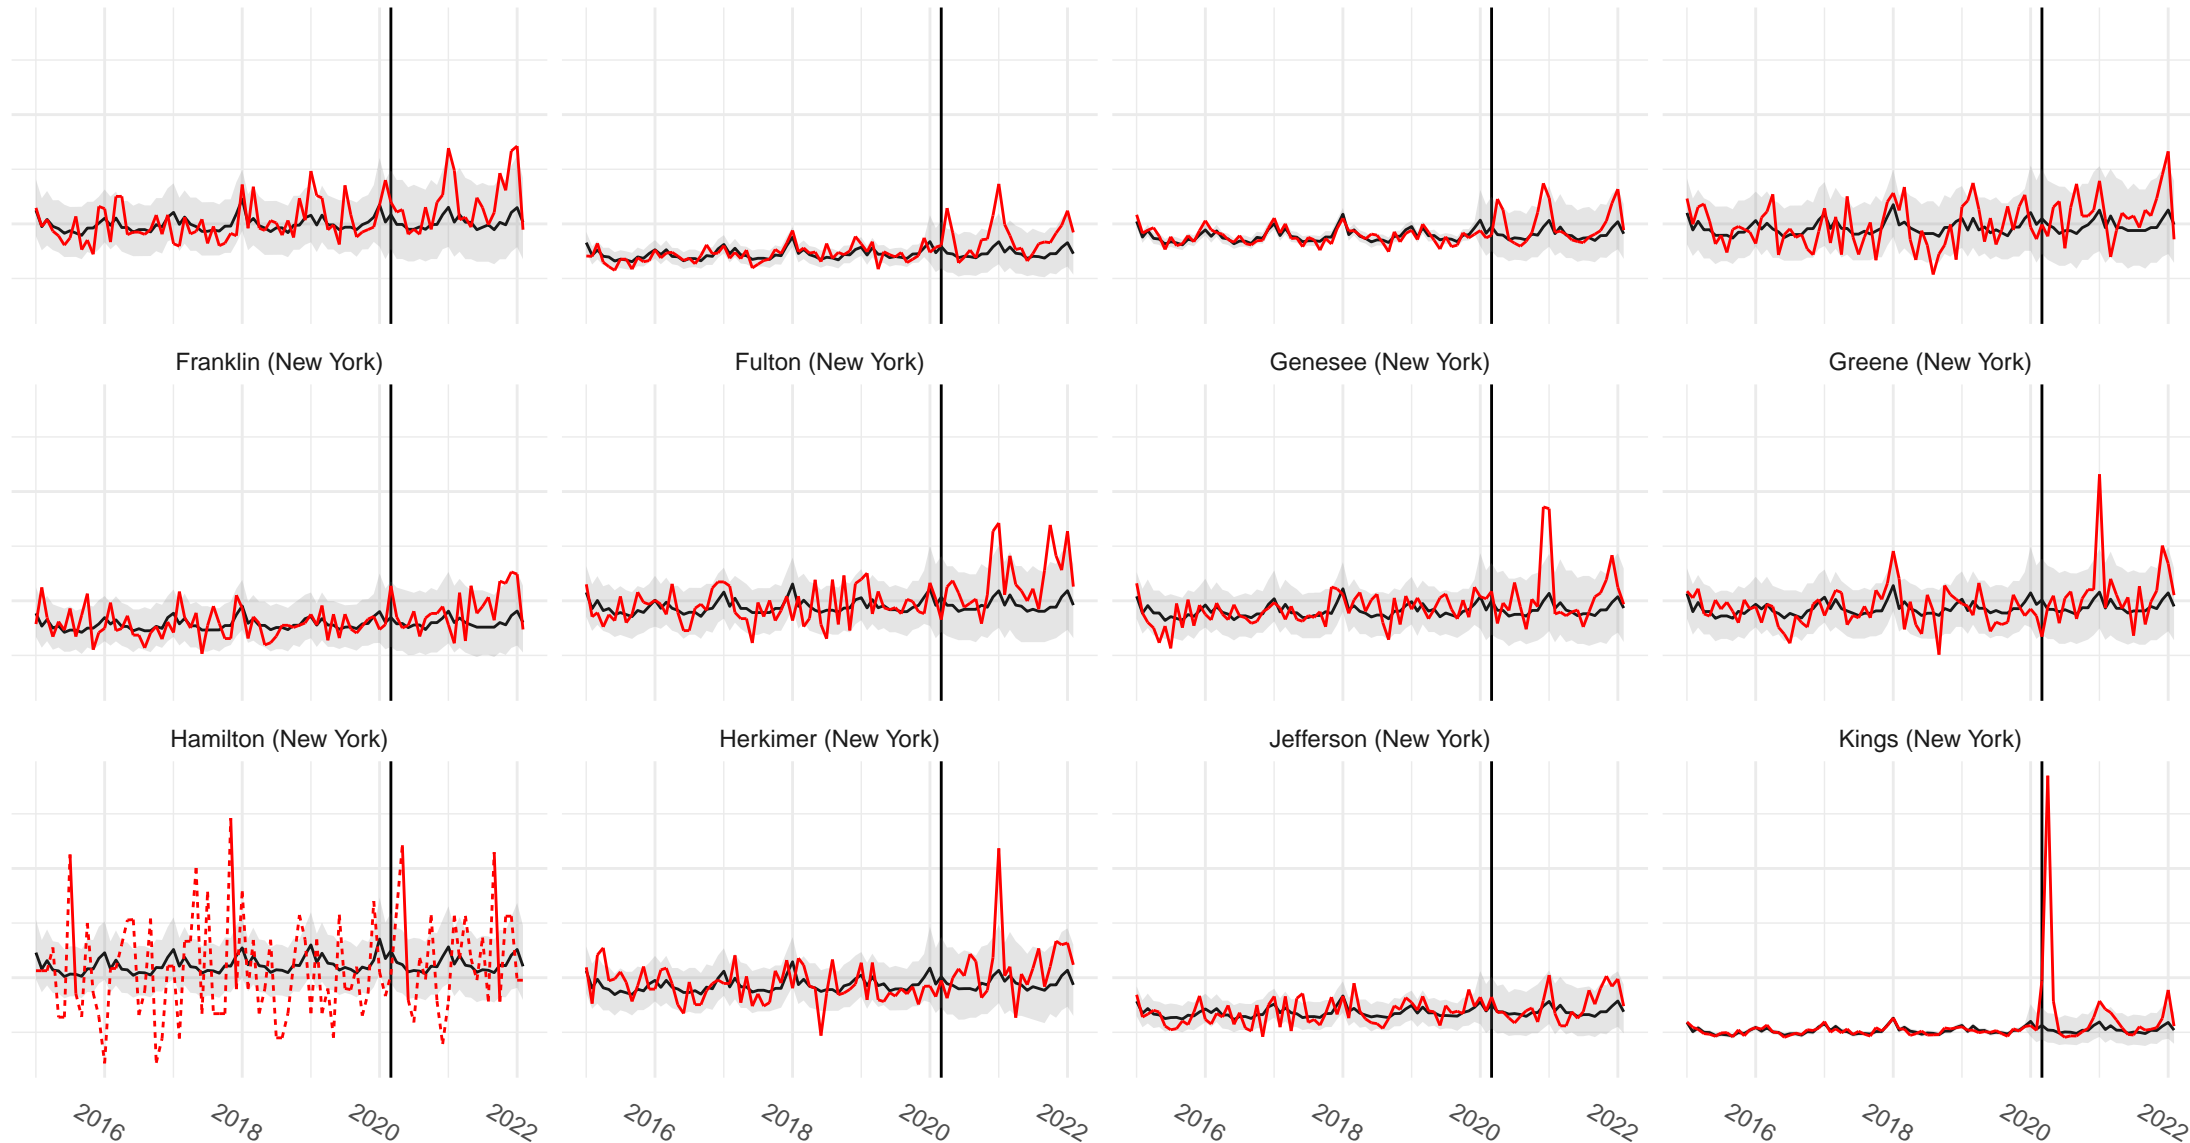 Franklin (New York) Fulton (New York) Genesee (New York) Greene (New York)
Hamilton (New York) Herkimer (New York) Jefferson (New York) Kings (New York)
2016 2018 2020 2022 2016 2018 2020 2022 2016 2018 2020 2022 2016 2018 2020 2022